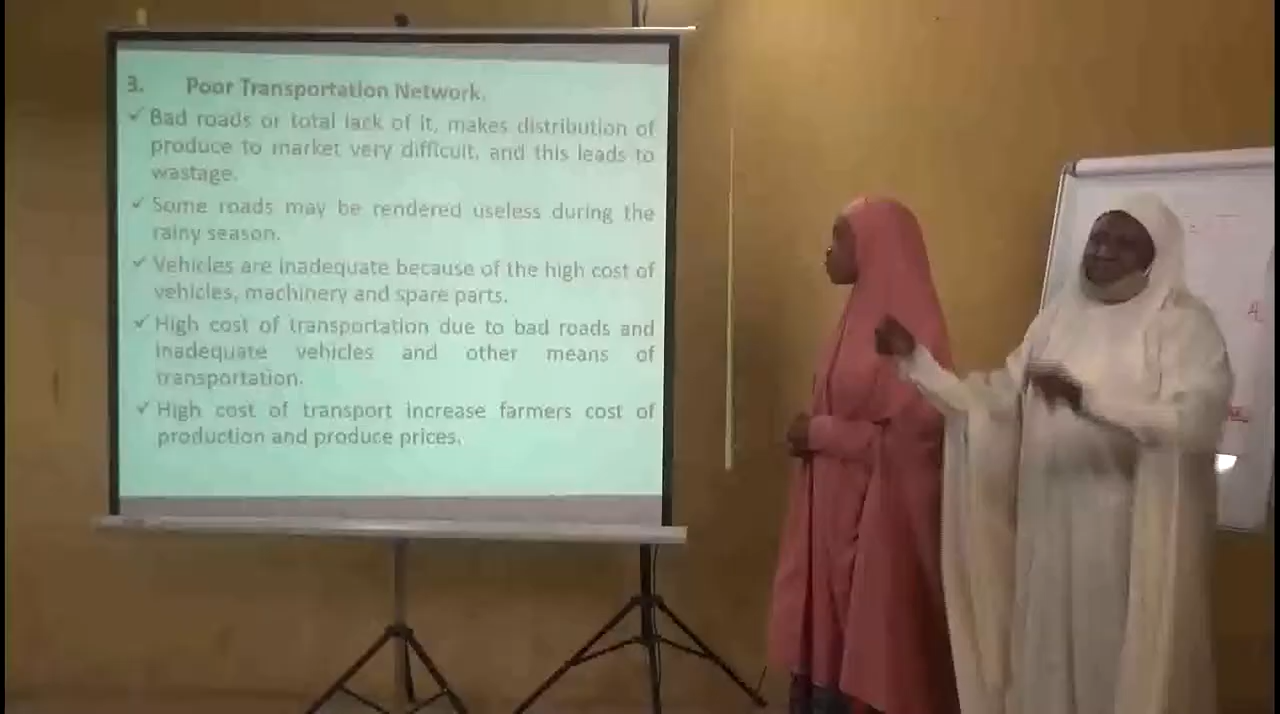 3. Poor Transportation Network.
✓ Bad roads or total lack of it, makes distribution of
produce to market very difficult, and this leads to
wastage.
✓ Some roads may be rendered useless during the
rainy season.
✓ Vehicles are inadequate because of the high cost of
vehicles, machinery and spare parts.
✓ High cost of transportation due to bad roads and
inadequate vehicles and other means of
transportation.
✓ High cost of transport increase farmers cost of
production and produce prices.